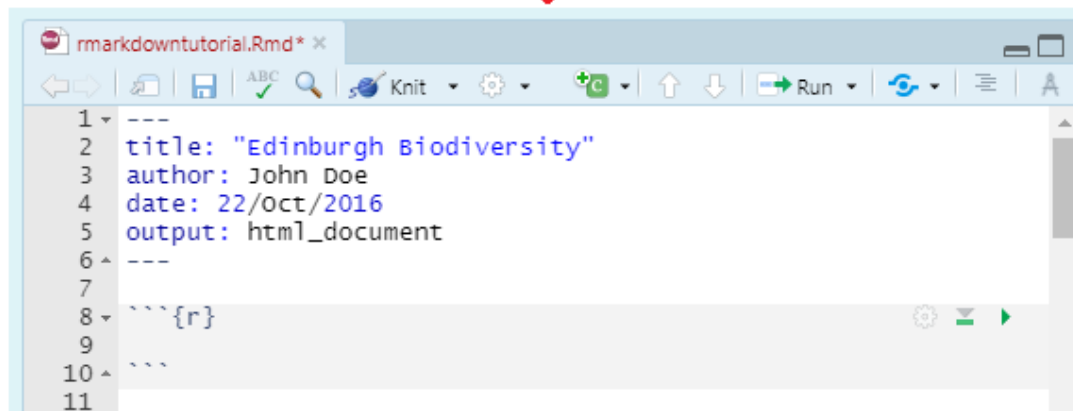 rmarkdowntutorial.Rmd*
ABC Knit Run
1 ---
2 title: "Edinburgh Biodiversity"
3 author: John Doe
4 date: 22/Oct/2016
5 output: html_document
6 ---
7
8 ```{r}
9
10 ```
11